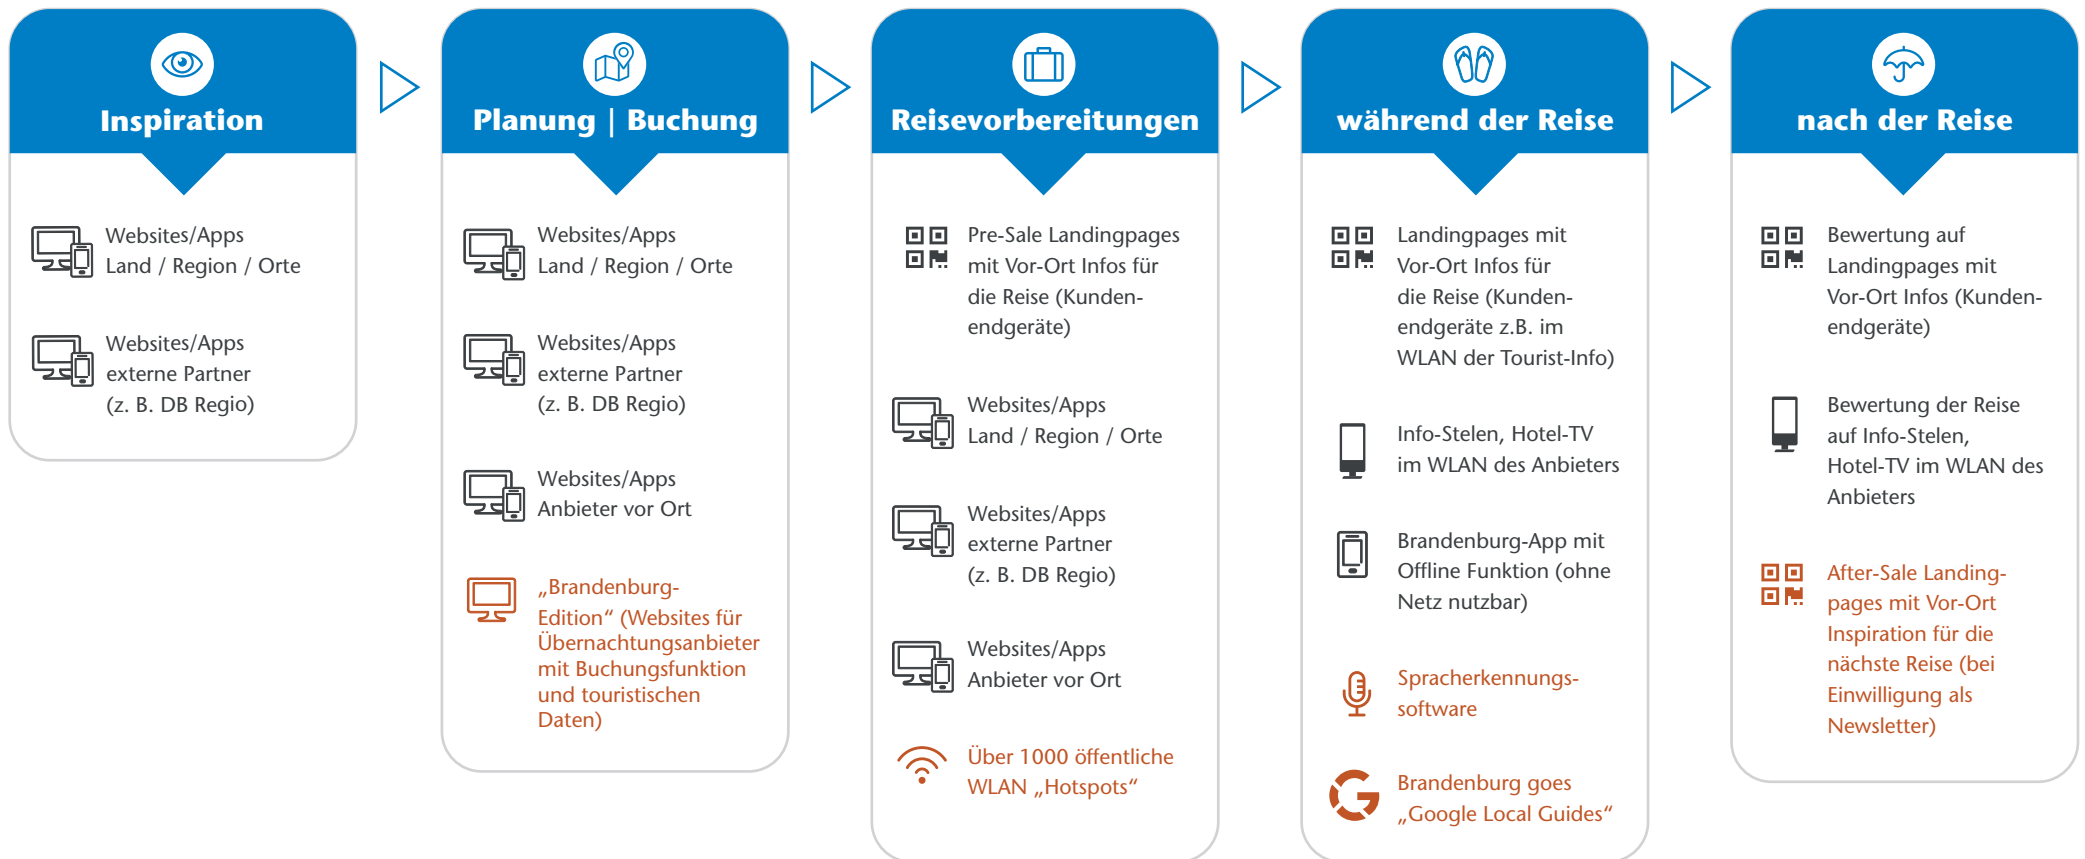 Inspiration
Websites/Apps
Land / Region / Orte
Websites/Apps
externe Partner
(z. B. DB Regio)
Planung | Buchung
Websites/Apps
Land / Region / Orte
Websites/Apps
externe Partner
(z. B. DB Regio)
Websites/Apps
Anbieter vor Ort
„Brandenburg-
Edition“ (Websites für
Übernachtungsanbieter
mit Buchungsfunktion
und touristischen
Daten)
Reisevorbereitungen
Pre-Sale Landingpages
mit Vor-Ort Infos für
die Reise (Kunden-
endgeräte)
Websites/Apps
Land / Region / Orte
Websites/Apps
externe Partner
(z. B. DB Regio)
Websites/Apps
Anbieter vor Ort
Über 1000 öffentliche
WLAN „Hotspots“
während der Reise
Landingpages mit
Vor-Ort Infos für
die Reise (Kunden-
endgeräte z.B. im
WLAN der Tourist-Info)
Info-Stelen, Hotel-TV
im WLAN des Anbieters
Brandenburg-App mit
Offline Funktion (ohne
Netz nutzbar)
Spracherkennungs-
software
Brandenburg goes
„Google Local Guides“
nach der Reise
Bewertung auf
Landingpages mit
Vor-Ort Infos (Kunden-
endgeräte)
Bewertung der Reise
auf Info-Stelen,
Hotel-TV im WLAN des
Anbieters
After-Sale Landing-
pages mit Vor-Ort
Inspiration für die
nächste Reise (bei
Einwilligung als
Newsletter)